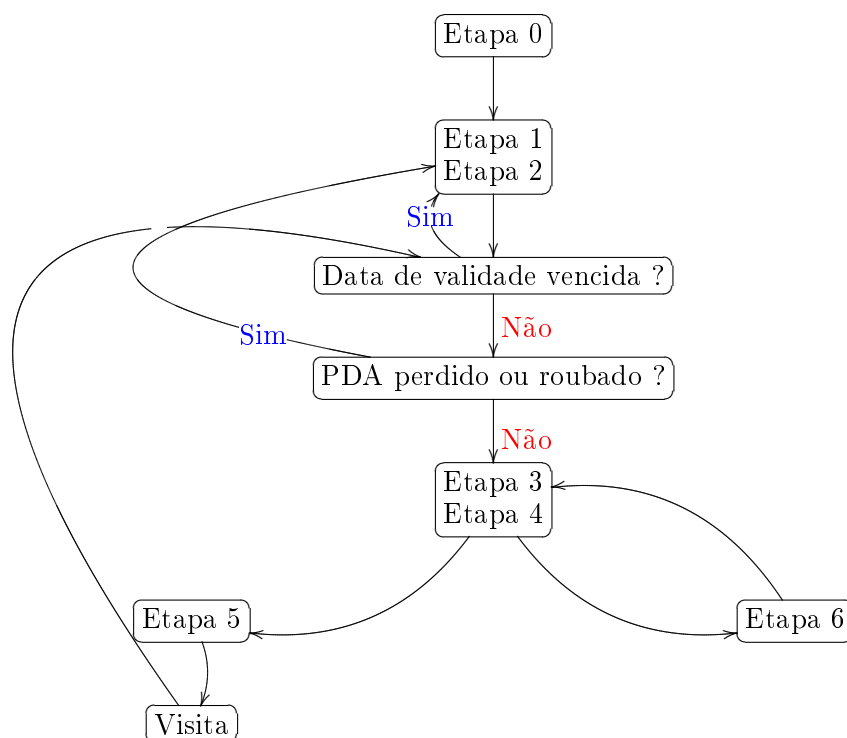 Etapa 0
Etapa 1
Etapa 2
Sim
Data de validade vencida ?
Não
Sim
PDA perdido ou roubado ?
Não
Etapa 3
Etapa 4
Etapa 5
Etapa 6
Visita